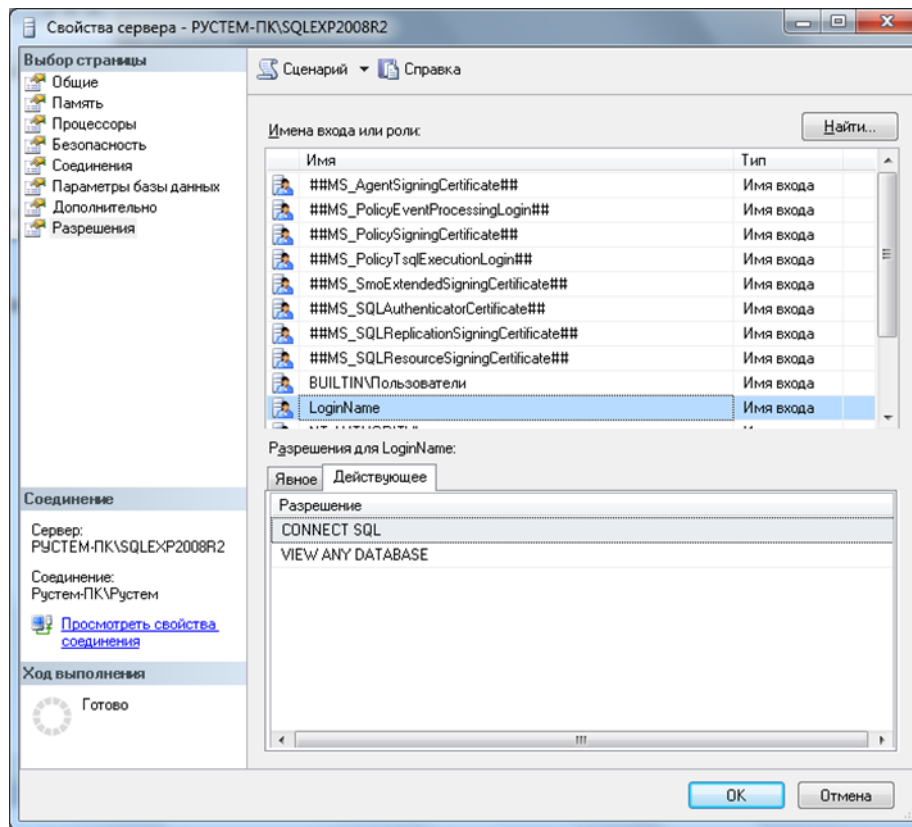 Свойства сервера - РУСТЕМ-ПК\SQLEXP2008R2
Выбор страницы
Общие
Память
Процессоры
Безопасность
Соединения
Параметры базы данных
Дополнительно
Разрешения
Соединение
Сервер:
РУСТЕМ-ПК\SQLEXP2008R2
Соединение:
Рустем-ПК\Рустем
Просмотреть свойства
соединения
Ход выполнения
Готово
Сценарий Справка
Имена входа или роли:
Найти...
Имя Тип
##MS_AgentSigningCertificate## Имя входа
##MS_PolicyEventProcessingLogin## Имя входа
##MS_PolicySigningCertificate## Имя входа
##MS_PolicyTsqlExecutionLogin## Имя входа
##MS_SmoExtendedSigningCertificate## Имя входа
##MS_SQLAuthenticatorCertificate## Имя входа
##MS_SQLReplicationSigningCertificate## Имя входа
##MS_SQLResourceSigningCertificate## Имя входа
BUILTIN\Пользователи Имя входа
LoginName Имя входа
Разрешения для LoginName:
Явное Действующее
Разрешение
CONNECT SQL
VIEW ANY DATABASE
OK Отмена